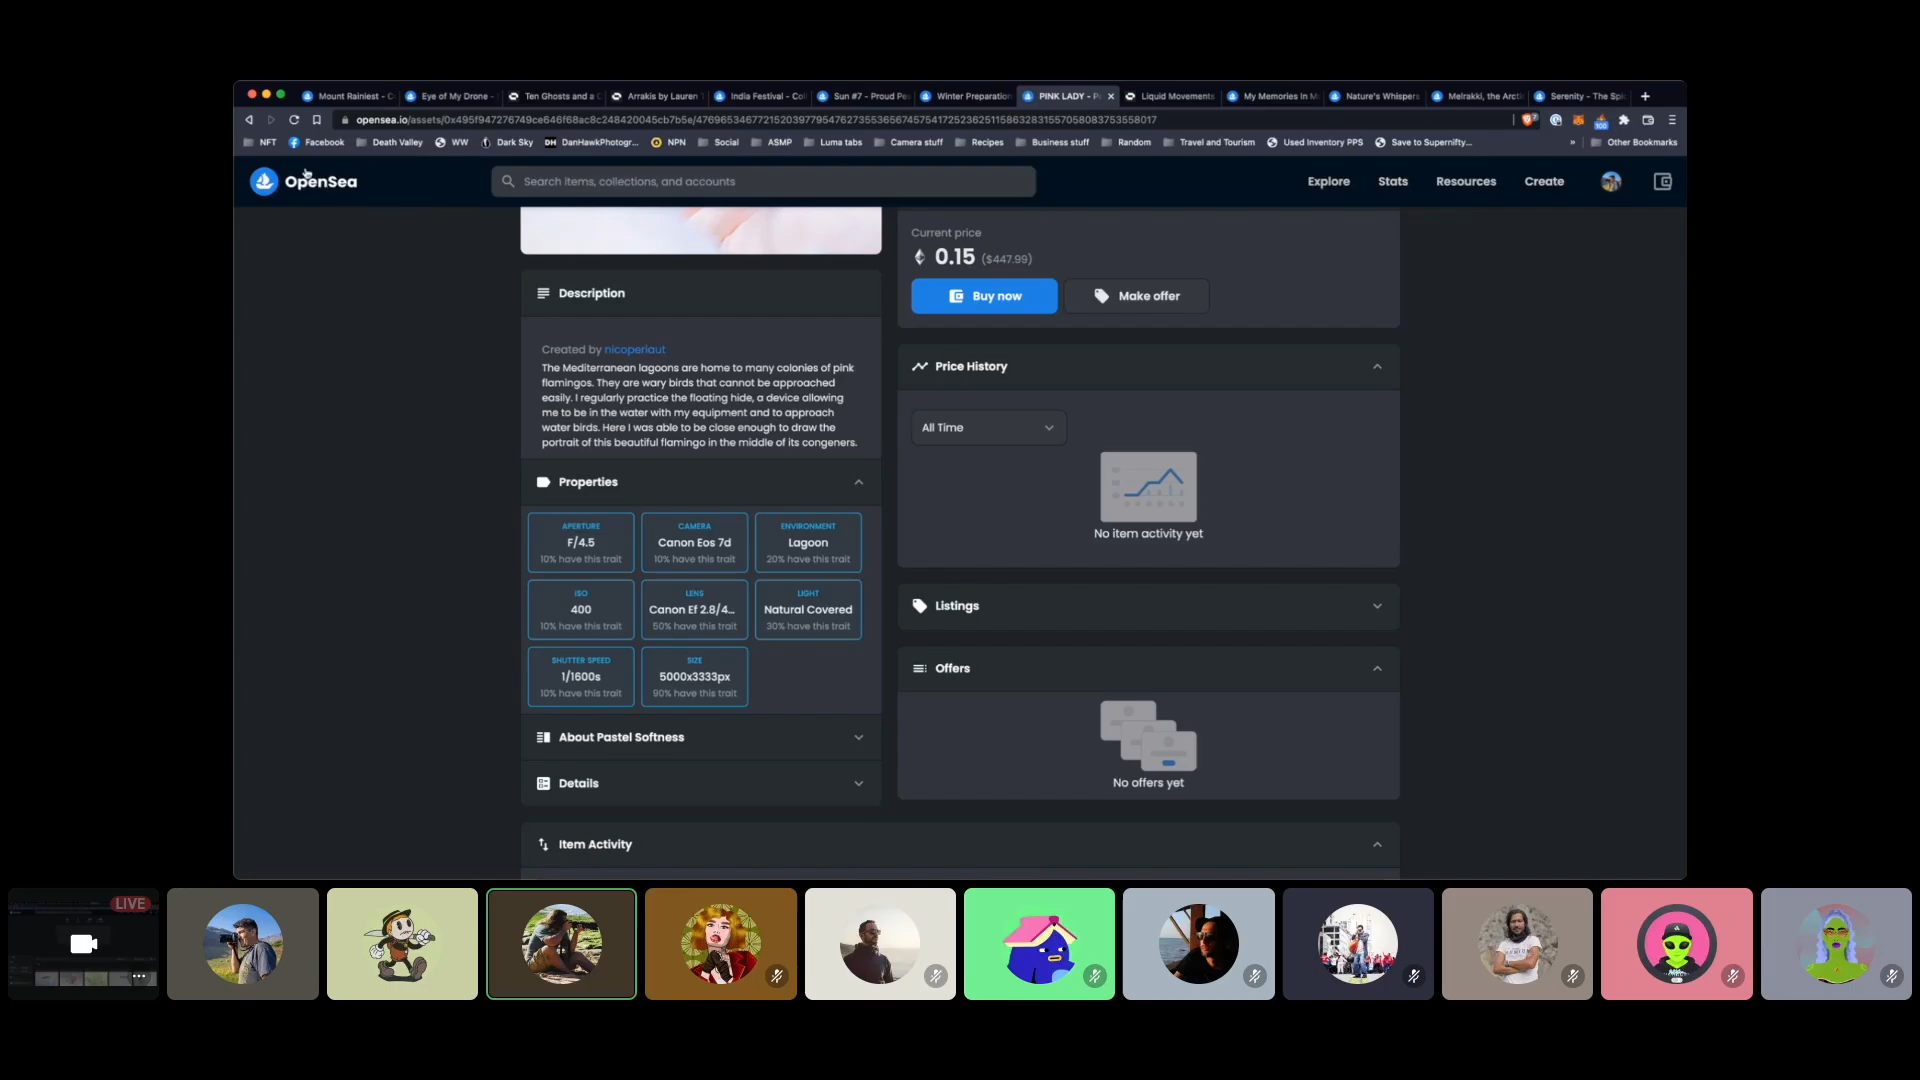 Mount Rainiest - C
Eye of My Drone -
Ten Ghosts and a C
Arrakis by Lauren T
India Festival - Col
Sun #7 - Proud Pe
Winter Preparation
PINK LADY - P
Liquid Movements
My Memories In M
Nature's Whispers
Melrakki, the Arcti
Serenity - The Spi
opensea.io/assets/
NFT Facebook Death Valley WW Dark Sky DH DanHawkPhotogr... NPN Social ASMP Luma tabs Camera stuff Recipes Business stuff Random Travel and Tourism Used Inventory PPS Save to Supernifty... » Other Bookmarks
OpenSea
Search items, collections, and accounts
Explore Stats Resources Create
Current price
0.15 ($447.99)
Buy now
Make offer
Description
Created by nicoperiaut
The Mediterranean lagoons are home to many colonies of pink
flamingos. They are wary birds that cannot be approached
easily. I regularly practice the floating hide, a device allowing
me to be in the water with my equipment and to approach
water birds. Here I was able to be close enough to draw the
portrait of this beautiful flamingo in the middle of its congeners.
Properties
APERTURE
F/4.5
10% have this trait
CAMERA
Canon Eos 7d
10% have this trait
ENVIRONMENT
Lagoon
20% have this trait
ISO
400
10% have this trait
LENS
Canon Ef 2.8/4...
50% have this trait
LIGHT
Natural Covered
30% have this trait
SHUTTER SPEED
1/1600s
10% have this trait
SIZE
5000x3333px
90% have this trait
About Pastel Softness
Details
Price History
All Time
No item activity yet
Listings
Offers
No offers yet
Item Activity
LIVE